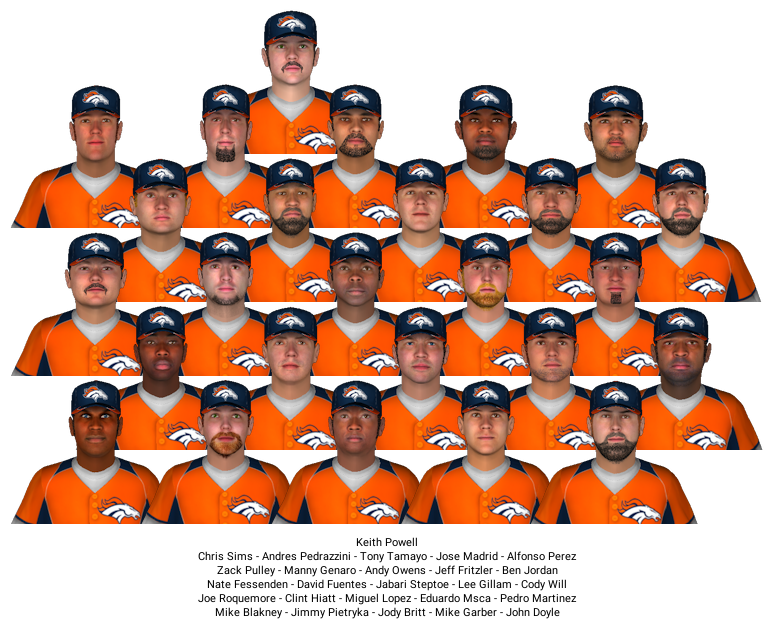 Keith Powell
Chris Sims - Andres Pedrazzini - Tony Tamayo - Jose Madrid - Alfonso Perez
Zack Pulley - Manny Genaro - Andy Owens - Jeff Fritzler - Ben Jordan
Nate Fessenden - David Fuentes - Jabari Steptoe - Lee Gillam - Cody Will
Joe Roquemore - Clint Hiatt - Miguel Lopez - Eduardo Msca - Pedro Martinez
Mike Blakney - Jimmy Pietryka - Jody Britt - Mike Garber - John Doyle